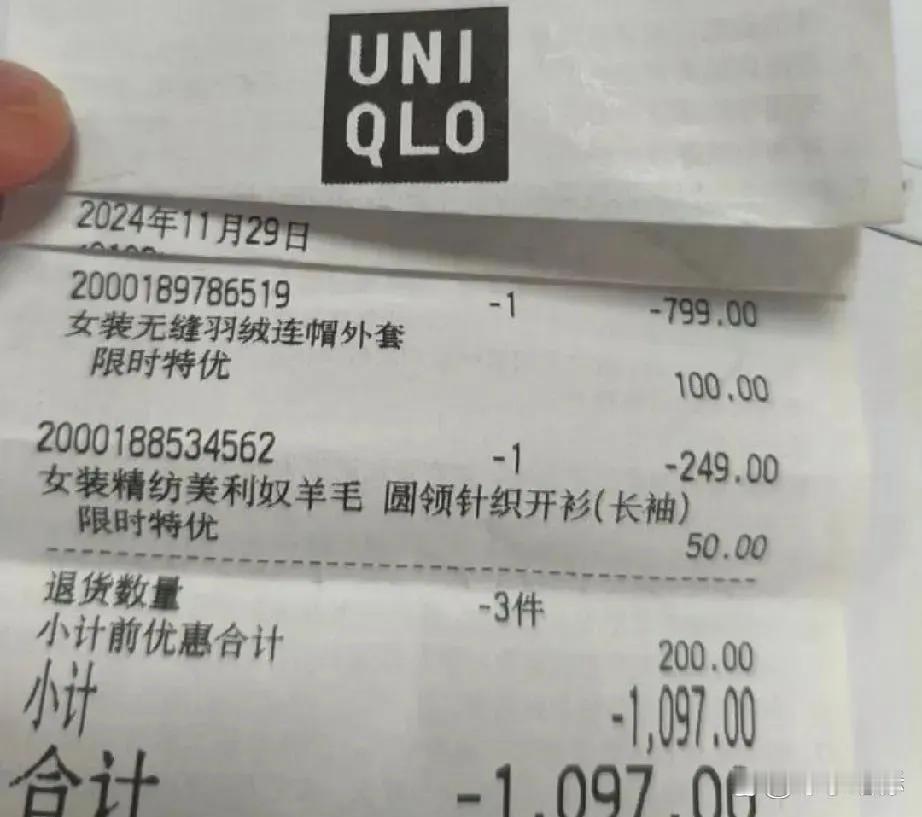 UNI
QLO
2024年11月29日
2000189786519 -1 -799.00
女装无缝羽绒连帽外套
限时特优 100.00
2000188534562 -1 -249.00
女装精纺美利奴羊毛 圆领针织开衫(长袖)
限时特优 50.00
退货数量 -3件
小计前优惠合计 200.00
小计 -1,097.00
合计 -1,097.00